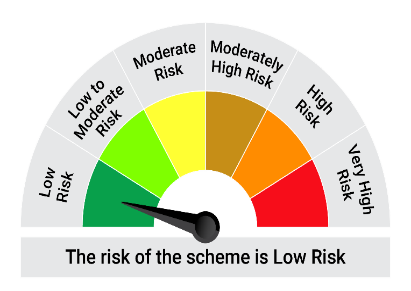 Low
Risk
Low to
Moderate
Risk
Moderate
Risk
Moderately
High Risk
High
Risk
Very High
Risk
The risk of the scheme is Low Risk